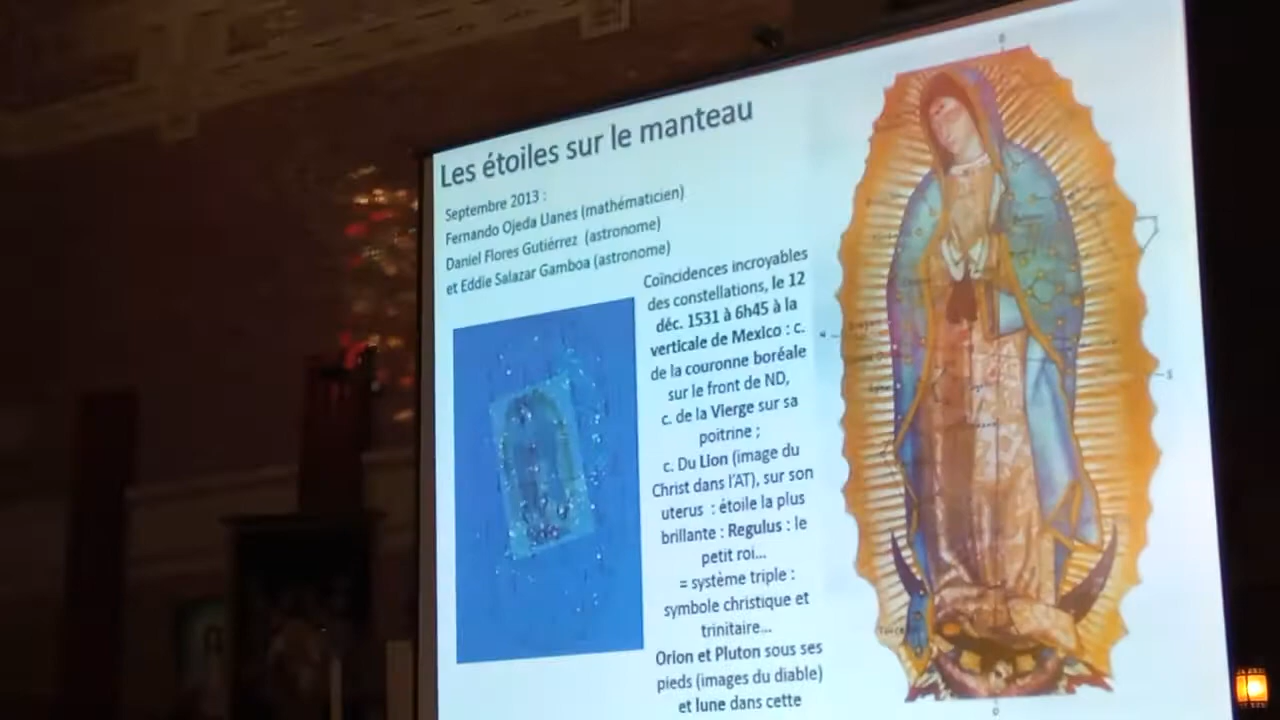 Les étoiles sur le manteau
Septembre 2013 :
Fernando Ojeda Llanes (mathématicien)
Daniel Flores Gutiérrez (astronome)
et Eddie Salazar Gamboa (astronome)
Coïncidences incroyables
des constellations, le 12
déc. 1531 à 6h45 à la
verticale de Mexico : c.
de la couronne boréale
sur le front de ND,
c. de la Vierge sur sa
poitrine ;
c. Du Lion (image du
Christ dans l'AT), sur son
uterus : étoile la plus
brillante : Regulus : le
petit roi...
= système triple :
symbole christique et
trinitaire...
Orion et Pluton sous ses
pieds (images du diable)
et lune dans cette